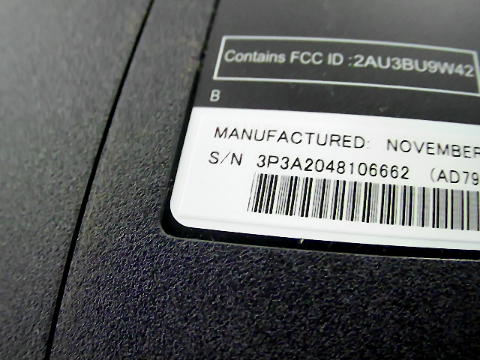 Contains FCC ID :2AU3BU9W42
B
MANUFACTURED: NOVEMBER
S/N 3P3A2048106662 (AD79